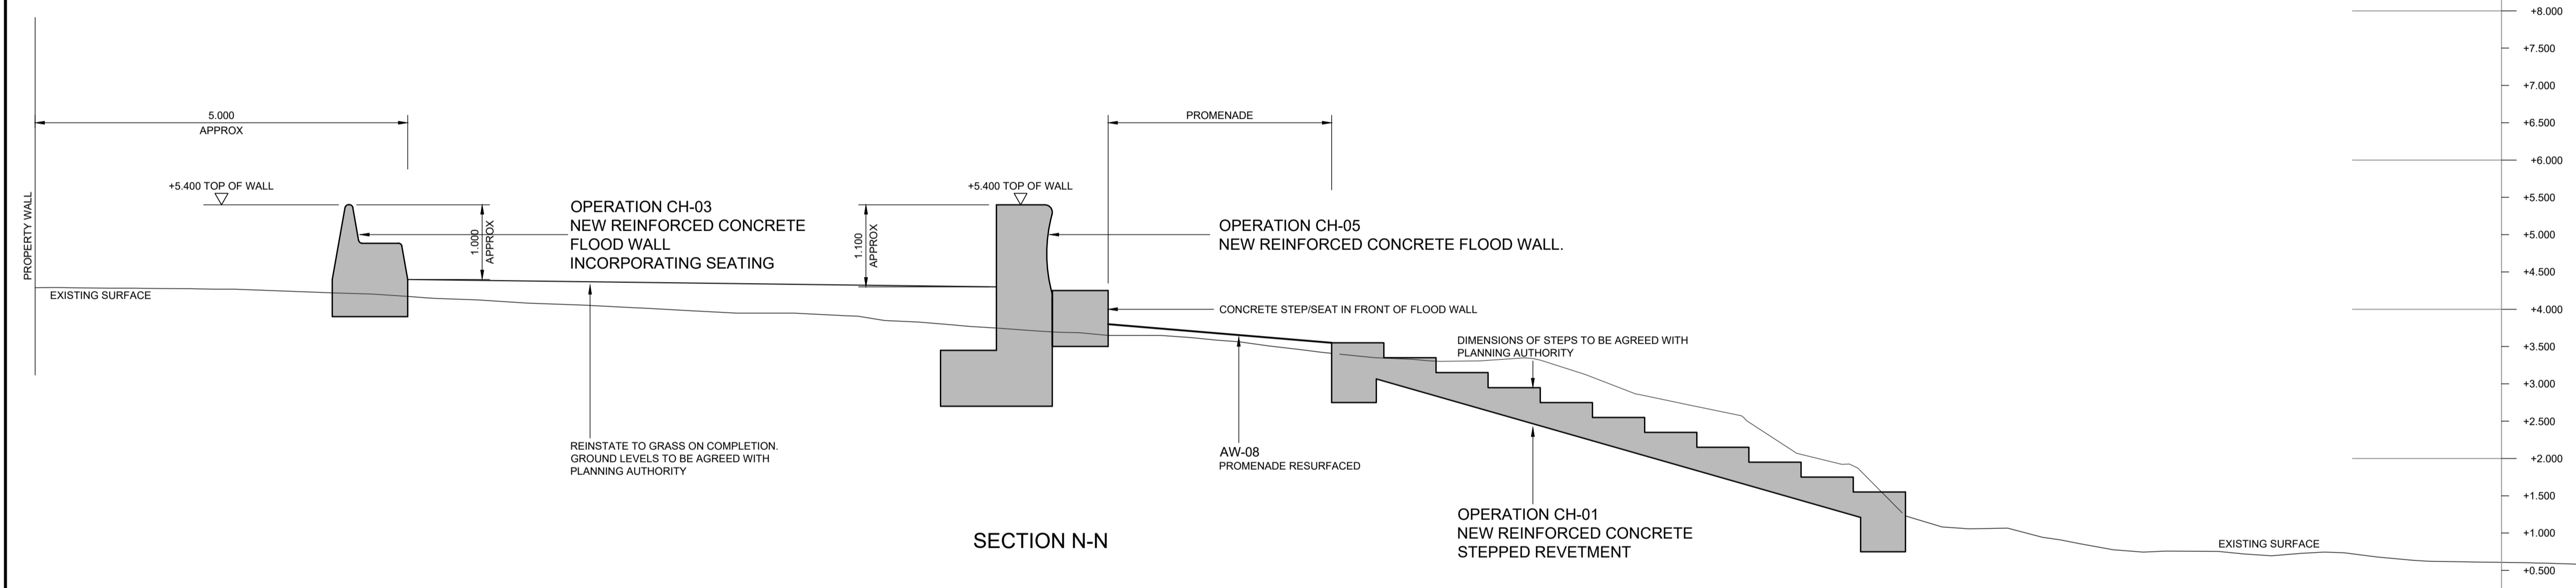 5.000
APPROX
PROPERTY WALL
EXISTING SURFACE
+5.400 TOP OF WALL
1.000
APPROX
OPERATION CH-03
NEW REINFORCED CONCRETE
FLOOD WALL
INCORPORATING SEATING
REINSTATE TO GRASS ON COMPLETION.
GROUND LEVELS TO BE AGREED WITH
PLANNING AUTHORITY
1.100
APPROX
+5.400 TOP OF WALL
PROMENADE
OPERATION CH-05
NEW REINFORCED CONCRETE FLOOD WALL.
CONCRETE STEP/SEAT IN FRONT OF FLOOD WALL
AW-08
PROMENADE RESURFACED
DIMENSIONS OF STEPS TO BE AGREED WITH
PLANNING AUTHORITY
OPERATION CH-01
NEW REINFORCED CONCRETE
STEPPED REVETMENT
SECTION N-N
EXISTING SURFACE
+8.000
+7.500
+7.000
+6.500
+6.000
+5.500
+5.000
+4.500
+4.000
+3.500
+3.000
+2.500
+2.000
+1.500
+1.000
+0.500